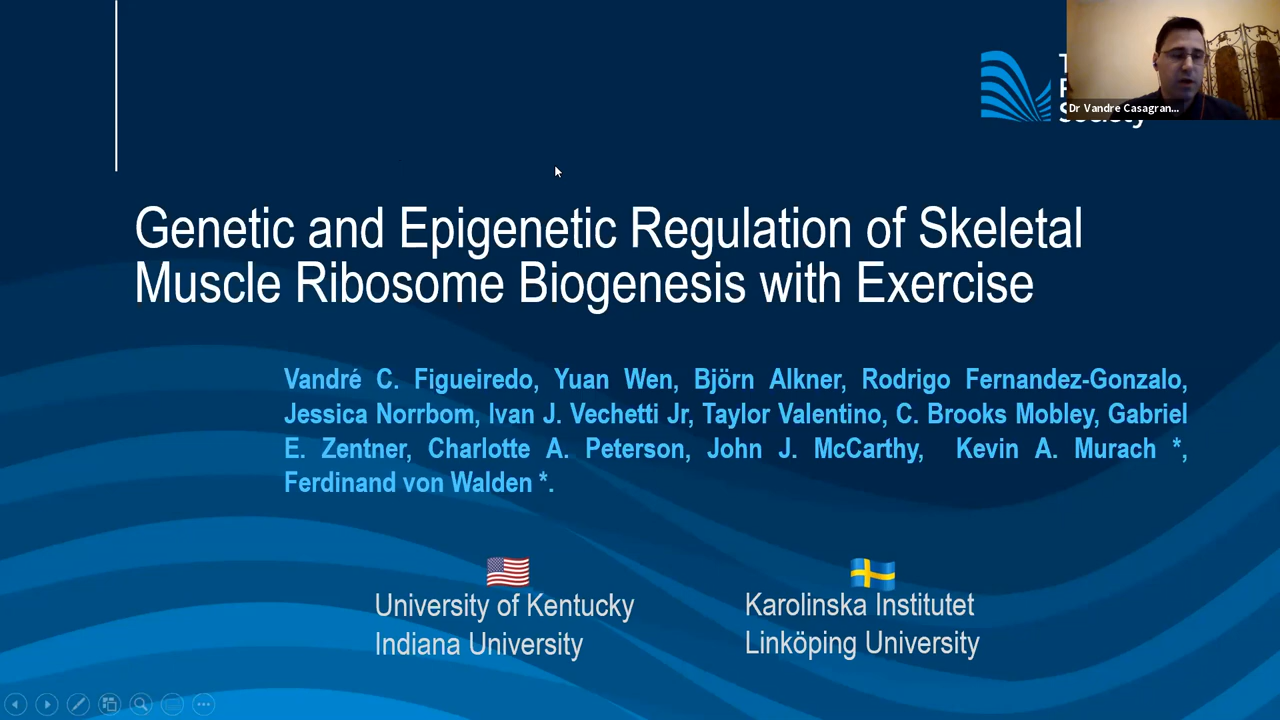 Dr Vandre Casagran...
Society
Genetic and Epigenetic Regulation of Skeletal
Muscle Ribosome Biogenesis with Exercise
Vandré C. Figueiredo, Yuan Wen, Björn Alkner, Rodrigo Fernandez-Gonzalo,
Jessica Norrbom, Ivan J. Vechetti Jr, Taylor Valentino, C. Brooks Mobley, Gabriel
E. Zentner, Charlotte A. Peterson, John J. McCarthy, Kevin A. Murach *,
Ferdinand von Walden *.
University of Kentucky
Indiana University
Karolinska Institutet
Linköping University